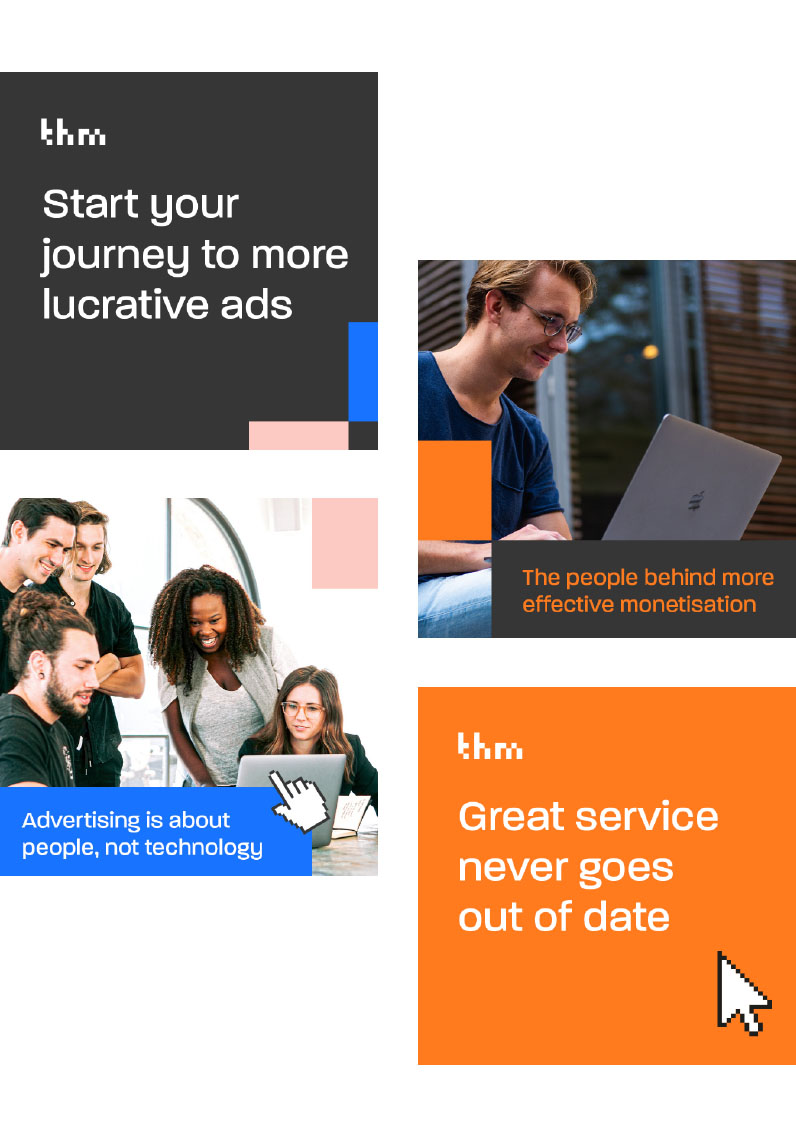 thm
Start your
journey to more
lucrative ads
The people behind more
effective monetisation
Advertising is about
people, not technology
thm
Great service
never goes
out of date